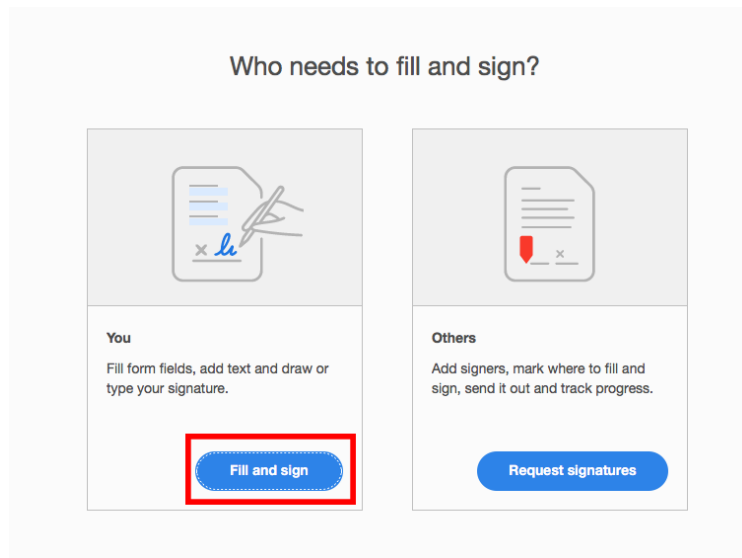 Who needs to fill and sign?
You
Fill form fields, add text and draw or
type your signature.
Fill and sign
Others
Add signers, mark where to fill and
sign, send it out and track progress.
Request signatures